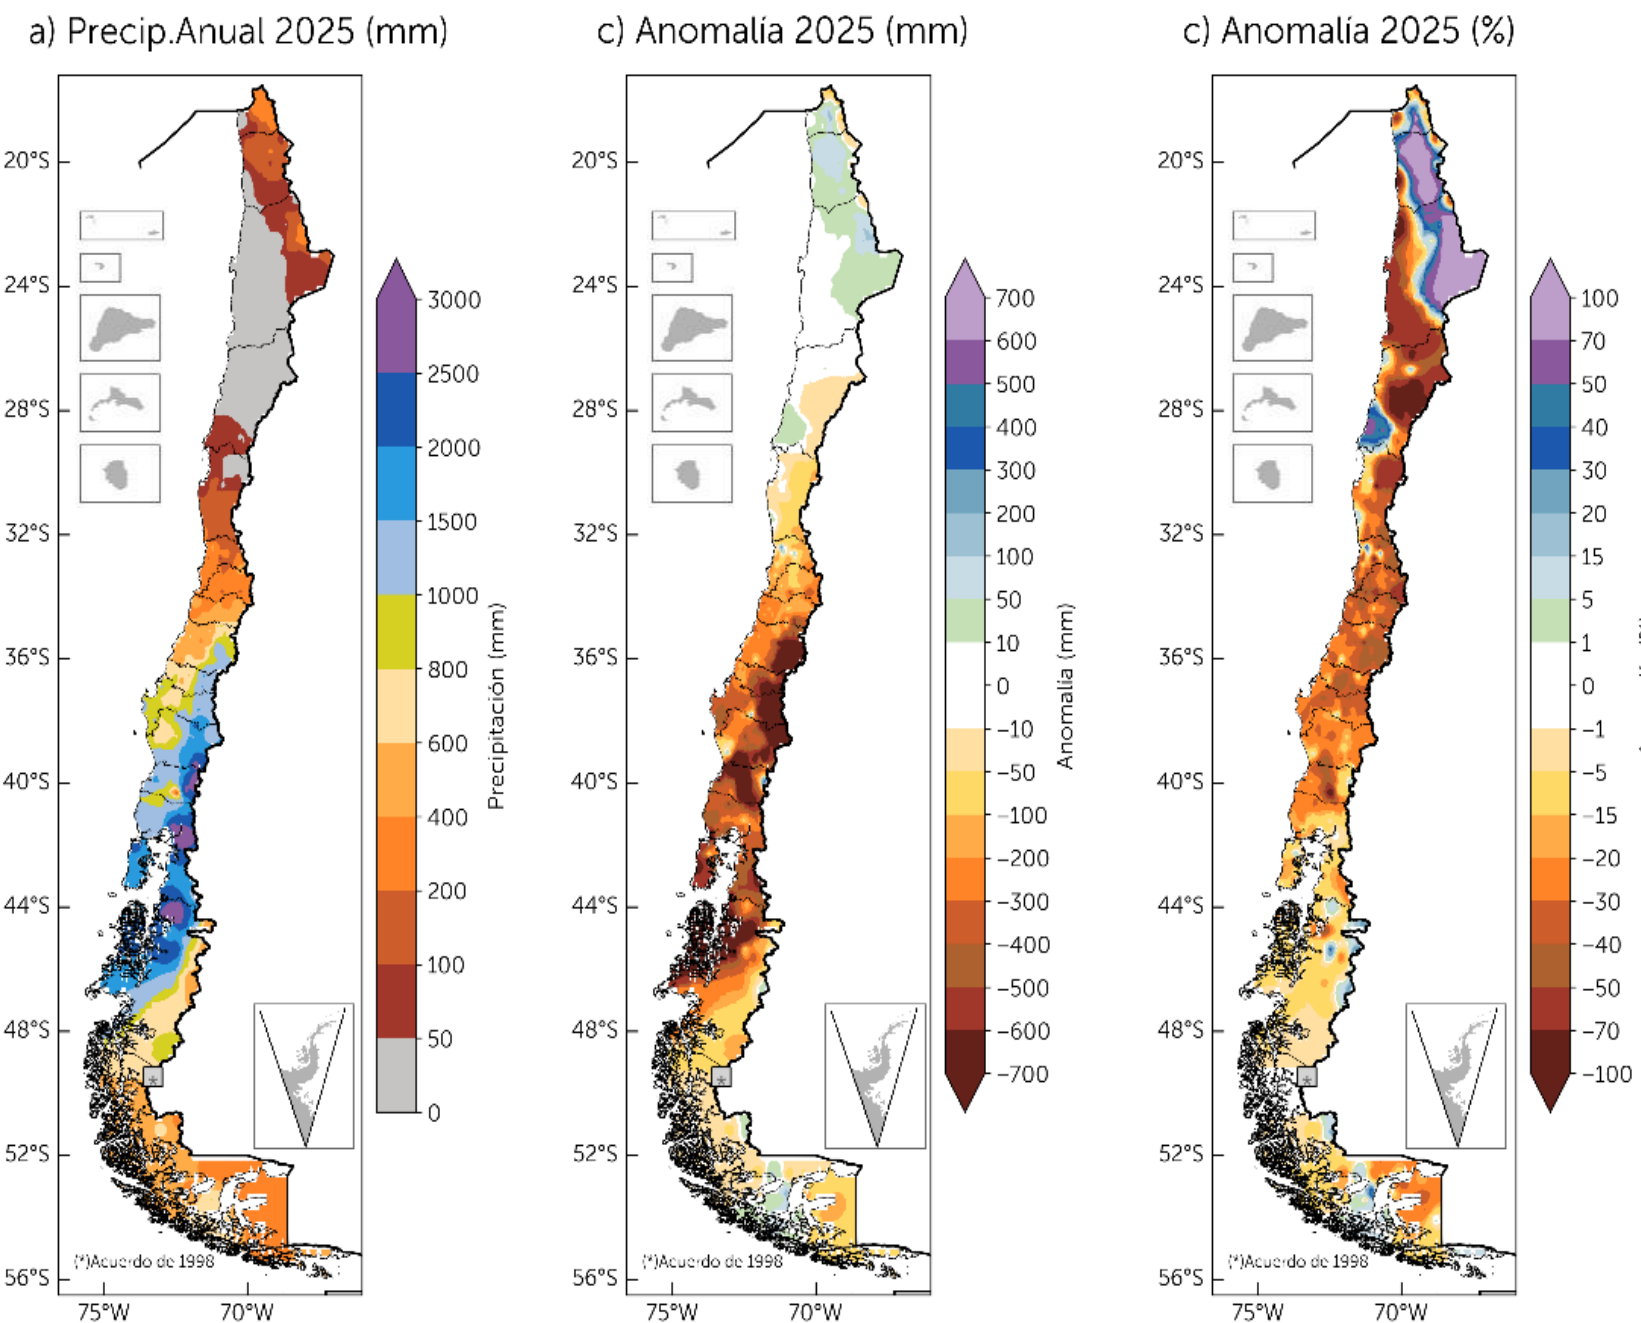 a) Precip.Anual 2025 (mm)
20°S
24°S
28°S
32°S
36°S
40°S
44°S
48°S
52°S
56°S
75°W
70°W
(*)Acuerdo de 1998
*
3000
2500
2000
1500
1000
800
600
400
200
100
50
0
Precipitación (mm)
c) Anomalía 2025 (mm)
20°S
24°S
28°S
32°S
36°S
40°S
44°S
48°S
52°S
56°S
75°W
70°W
(*)Acuerdo de 1998
*
700
600
500
400
300
200
100
50
10
0
−10
−50
−100
−200
−300
−400
−500
−600
−700
Anomalía (mm)
c) Anomalía 2025 (%)
20°S
24°S
28°S
32°S
36°S
40°S
44°S
48°S
52°S
56°S
75°W
70°W
(*)Acuerdo de 1998
*
100
70
50
40
30
20
15
5
1
0
−1
−5
−15
−20
−30
−40
−50
−70
−100